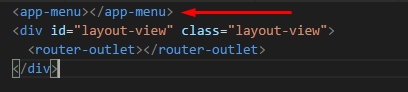 <app-menu></app-menu>
<div id="layout-view" class="layout-view">
  <router-outlet></router-outlet>
</div>